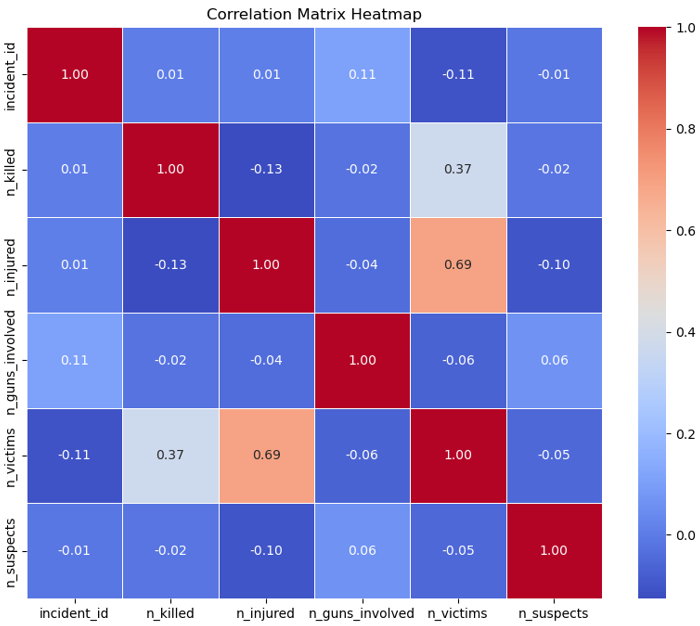 Correlation Matrix Heatmap
incident_id 1.00 0.01 0.01 0.11 -0.11 -0.01
n_killed 0.01 1.00 -0.13 -0.02 0.37 -0.02
n_injured 0.01 -0.13 1.00 -0.04 0.69 -0.10
n_guns_involved 0.11 -0.02 -0.04 1.00 -0.06 0.06
n_victims -0.11 0.37 0.69 -0.06 1.00 -0.05
n_suspects -0.01 -0.02 -0.10 0.06 -0.05 1.00
incident_id n_killed n_injured n_guns_involved n_victims n_suspects
1.0
0.8
0.6
0.4
0.2
0.0